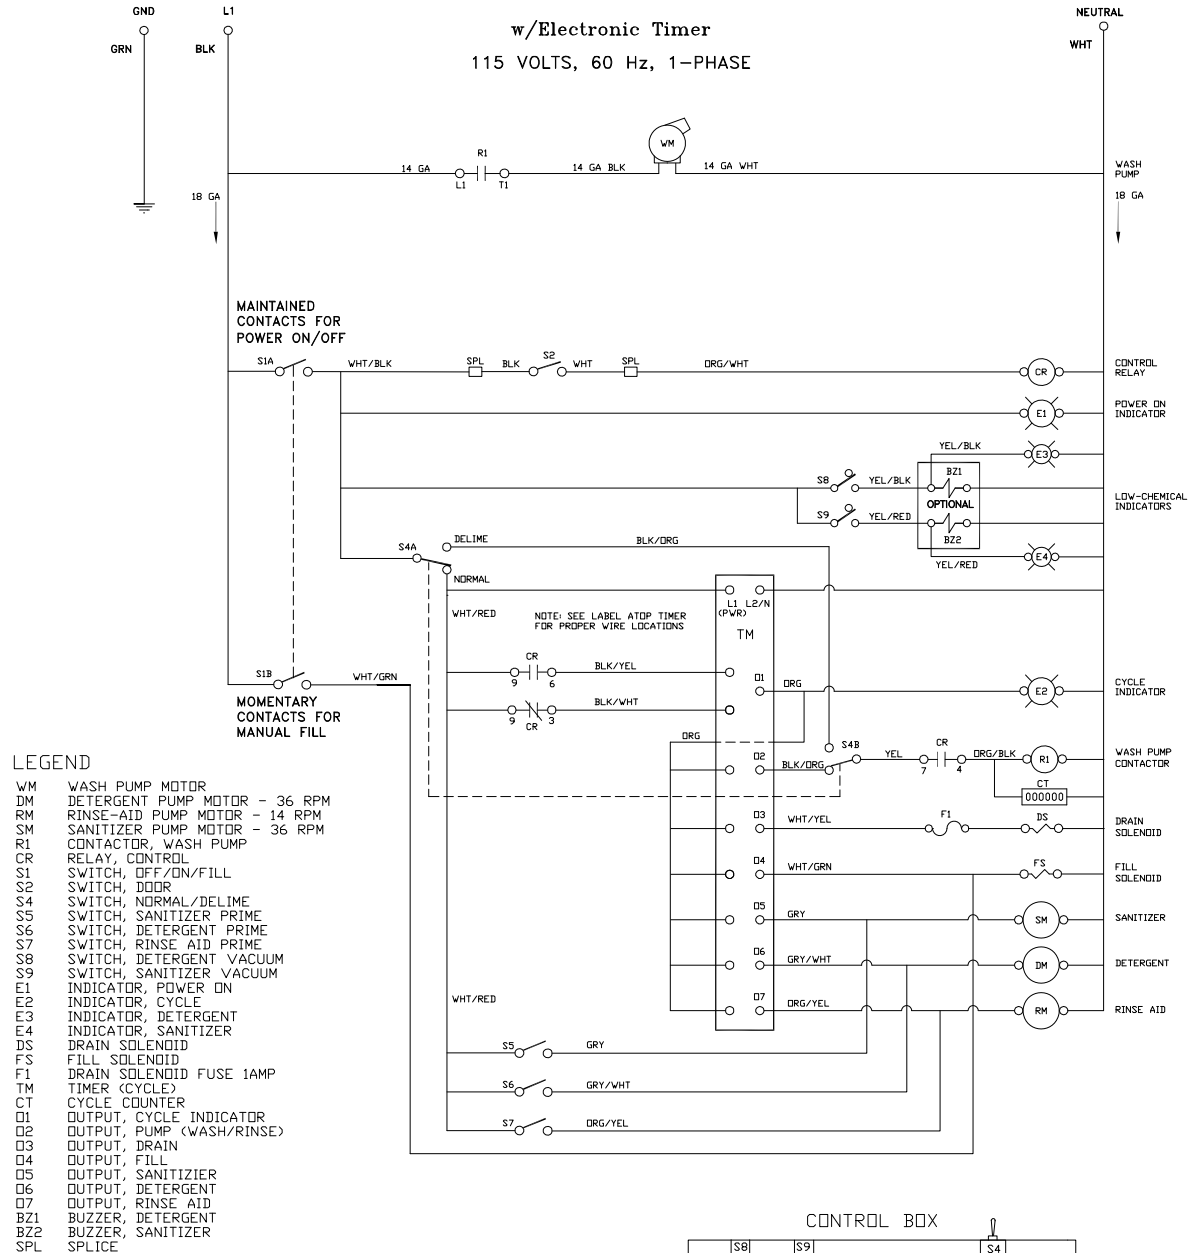 GND
L1
NEUTRAL
w/Electronic Timer
115 VOLTS, 60 Hz, 1-PHASE
GRN
BLK
WHT
WM
R1
14 GA
14 GA BLK
14 GA WHT
L1
T1
WASH
PUMP
18 GA
18 GA
MAINTAINED
CONTACTS FOR
POWER ON/OFF
S1A
WHT/BLK
SPL
BLK
S2
WHT
SPL
ORG/WHT
CR
CONTROL
RELAY
E1
POWER ON
INDICATOR
YEL/BLK
E3
S8
YEL/BLK
BZ1
OPTIONAL
LOW-CHEMICAL
INDICATORS
S9
YEL/RED
BZ2
YEL/RED
E4
S4A
DELIME
BLK/ORG
NORMAL
WHT/RED
NOTE: SEE LABEL ATOP TIMER
FOR PROPER WIRE LOCATIONS
L1 L2/N
(PWR)
TM
CR
9
6
BLK/YEL
S1B
WHT/GRN
O1
ORG
E2
CYCLE
INDICATOR
MOMENTARY
CONTACTS FOR
MANUAL FILL
9
CR
3
BLK/WHT
ORG
O2
BLK/ORG
S4B
YEL
CR
7
4
ORG/BLK
R1
WASH PUMP
CONTACTOR
CT
000000
O3
WHT/YEL
F1
DS
DRAIN
SOLENOID
O4
WHT/GRN
FS
FILL
SOLENOID
O5
GRY
SM
SANITIZER
O6
GRY/WHT
DM
DETERGENT
WHT/RED
O7
ORG/YEL
RM
RINSE AID
S5
GRY
S6
GRY/WHT
S7
ORG/YEL
LEGEND
WM WASH PUMP MOTOR
DM DETERGENT PUMP MOTOR - 36 RPM
RM RINSE-AID PUMP MOTOR - 14 RPM
SM SANITIZER PUMP MOTOR - 36 RPM
R1 CONTACTOR, WASH PUMP
CR RELAY, CONTROL
S1 SWITCH, OFF/ON/FILL
S2 SWITCH, DOOR
S4 SWITCH, NORMAL/DELIME
S5 SWITCH, SANITIZER PRIME
S6 SWITCH, DETERGENT PRIME
S7 SWITCH, RINSE AID PRIME
S8 SWITCH, DETERGENT VACUUM
S9 SWITCH, SANITIZER VACUUM
E1 INDICATOR, POWER ON
E2 INDICATOR, CYCLE
E3 INDICATOR, DETERGENT
E4 INDICATOR, SANITIZER
DS DRAIN SOLENOID
FS FILL SOLENOID
F1 DRAIN SOLENOID FUSE 1AMP
TM TIMER (CYCLE)
CT CYCLE COUNTER
O1 OUTPUT, CYCLE INDICATOR
O2 OUTPUT, PUMP (WASH/RINSE)
O3 OUTPUT, DRAIN
O4 OUTPUT, FILL
O5 OUTPUT, SANITIZIER
O6 OUTPUT, DETERGENT
O7 OUTPUT, RINSE AID
BZ1 BUZZER, DETERGENT
BZ2 BUZZER, SANITIZER
SPL SPLICE
CONTROL BOX
S8
S9
S4